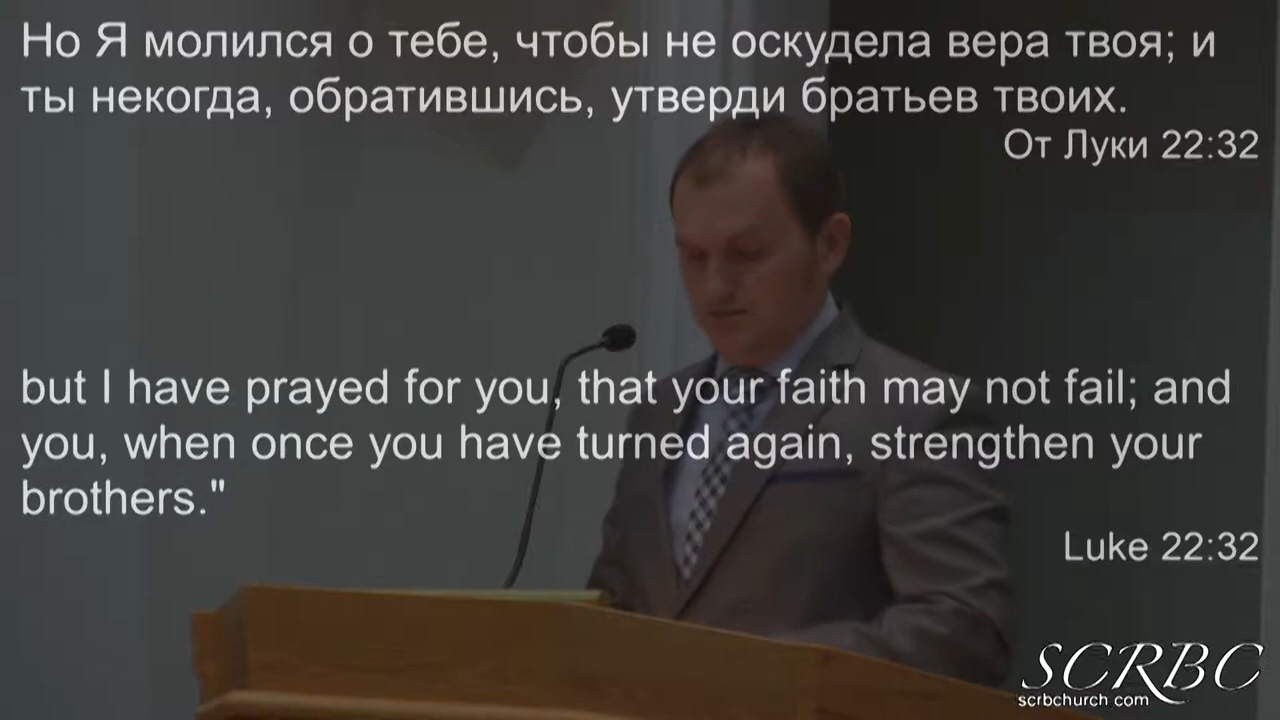 Но Я молился о тебе, чтобы не оскудела вера твоя; и
ты некогда, обратившись, утверди братьев твоих.
От Луки 22:32
but I have prayed for you, that your faith may not fail; and
you, when once you have turned again, strengthen your
brothers."
Luke 22:32
SCRBC
scrbchurch com